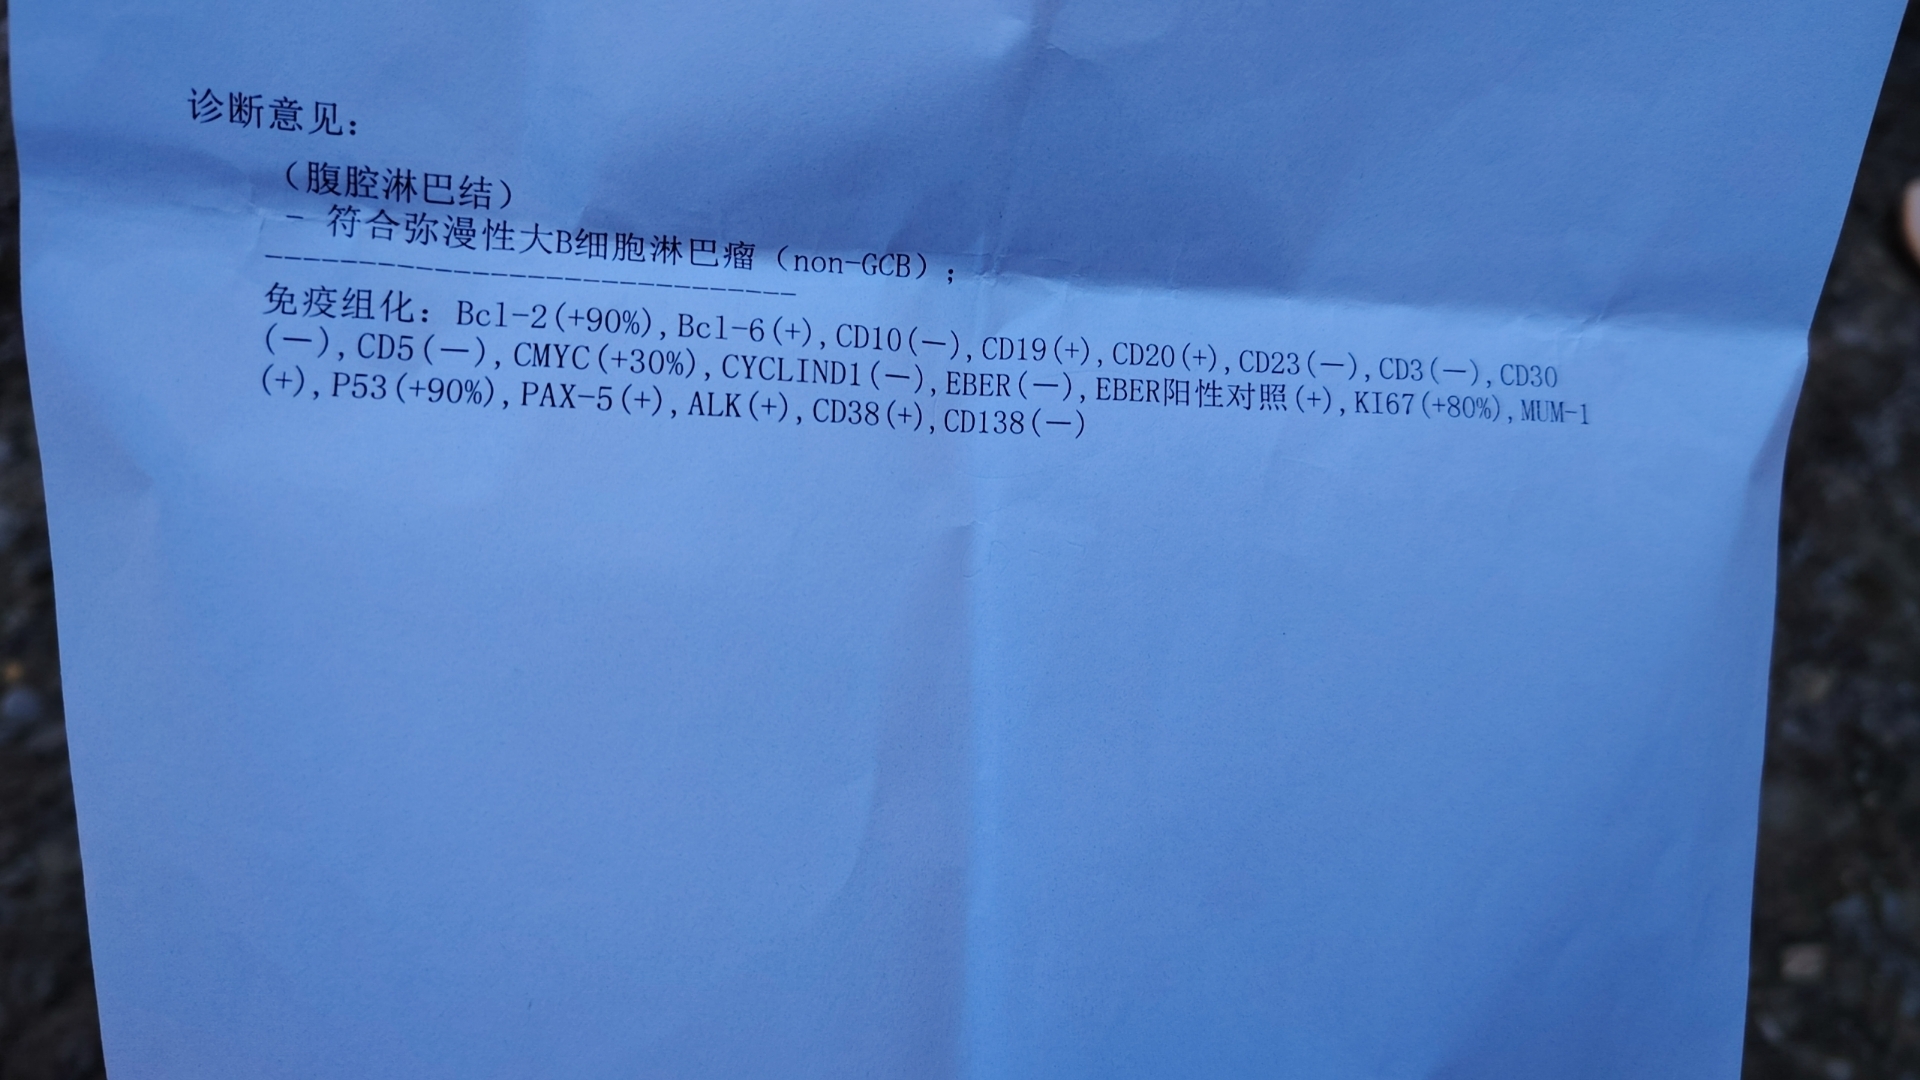 诊断意见：
（腹腔淋巴结）
- 符合弥漫性大B细胞淋巴瘤（non-GCB）；
----------------------------
免疫组化：Bcl-2(+90%),Bcl-6(+),CD10(—),CD19(+),CD20(+),CD23(—),CD3(—),CD30
(—),CD5(—),CMYC(+30%),CYCLIND1(—),EBER(—),EBER阳性对照(+),KI67(+80%),MUM-1
(+),P53(+90%),PAX-5(+),ALK(+),CD38(+),CD138(—)